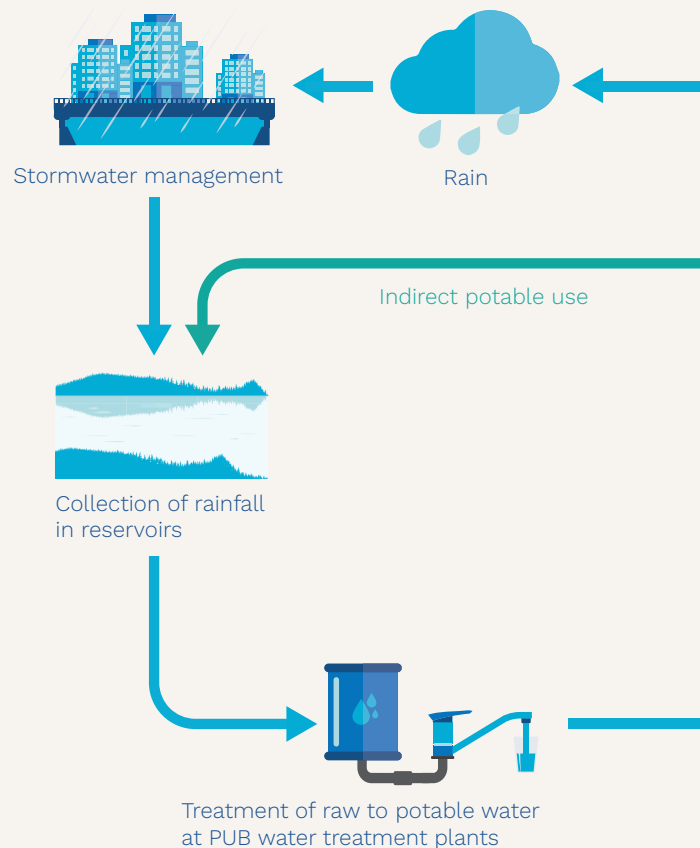 Stormwater management
Rain
Indirect potable use
Collection of rainfall
in reservoirs
Treatment of raw to potable water
at PUB water treatment plants